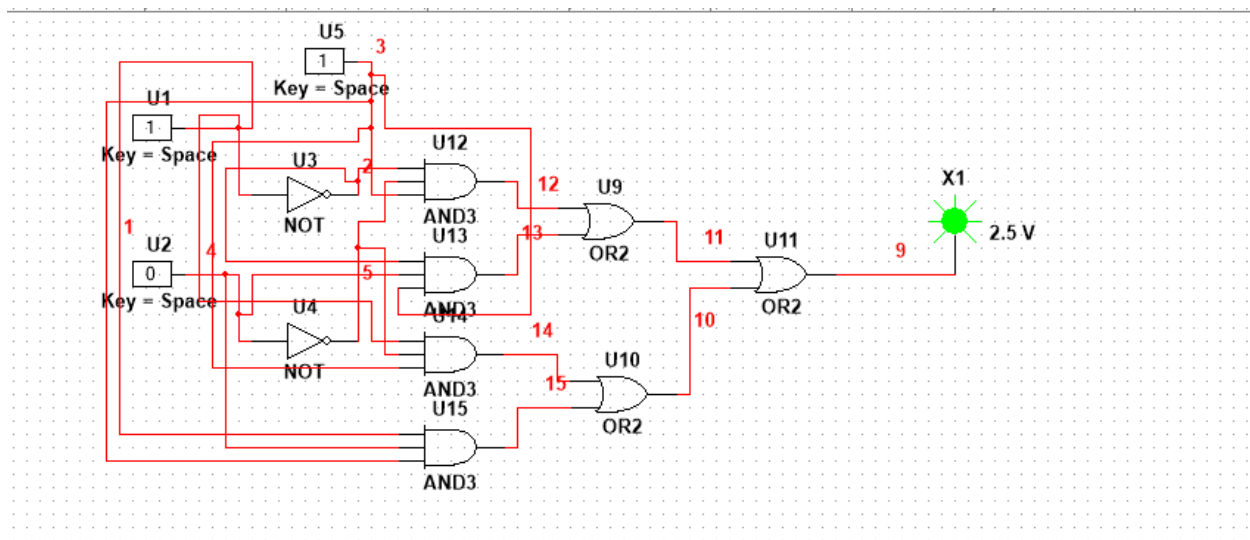 U5
3
1
Key = Space
U1
1
Key = Space
U12
U3
2
12
U9
X1
NOT
AND3
U13
13
11
U11
2.5 V
1
U2
4
OR2
9
0
5
Key = Space
U4
AND3
U14
14
10
OR2
NOT
U10
AND3
15
U15
OR2
AND3